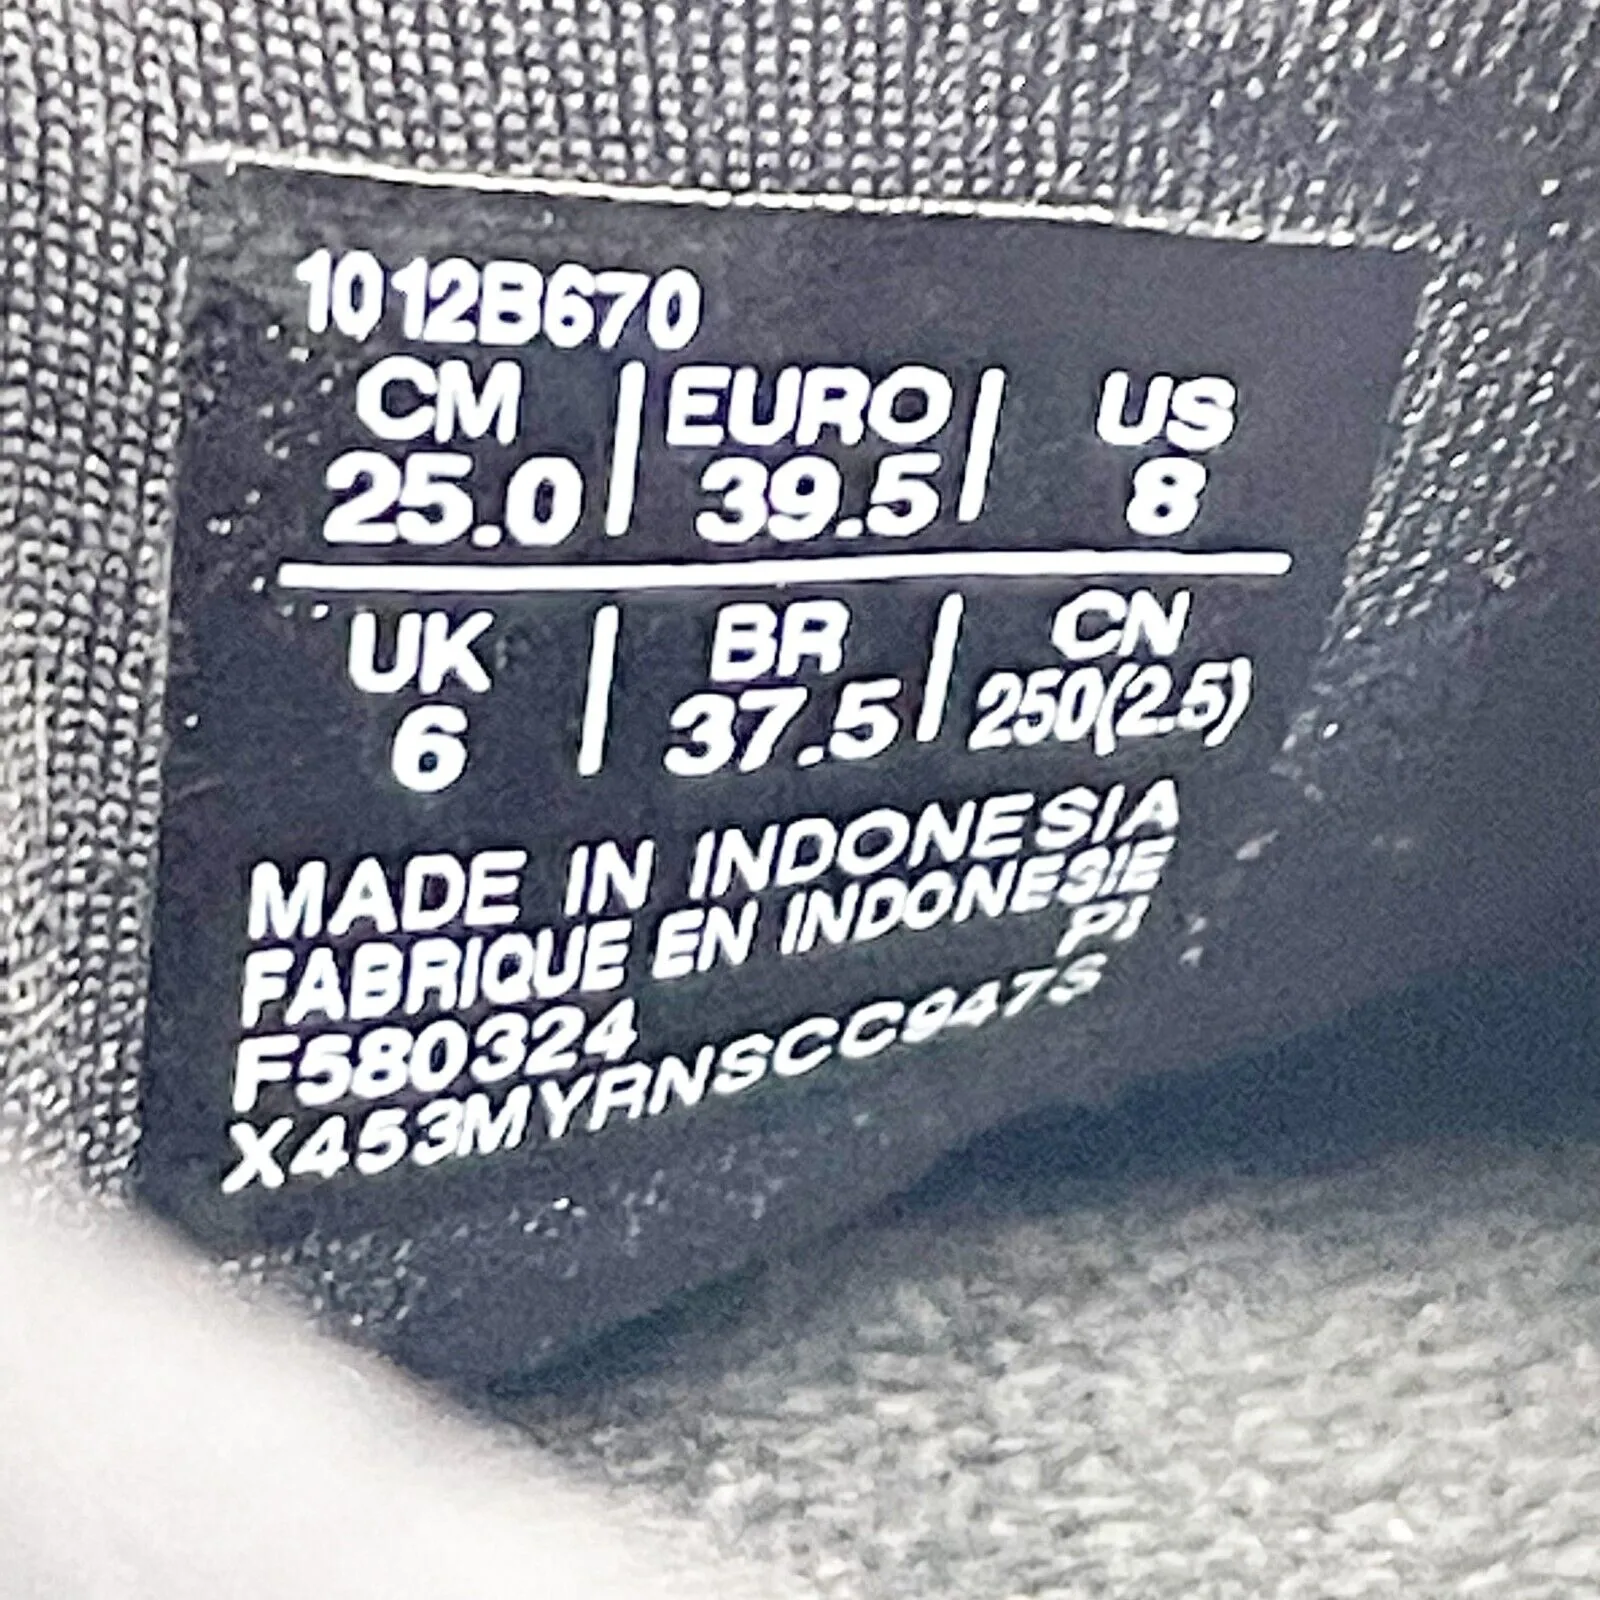 1012B670
CM | EURO | US
25.0 | 39.5 | 8
UK | BR | CN
6 | 37.5 | 250(2.5)
MADE IN INDONESIA
FABRIQUE EN INDONESIE
F580324 PI
X453MYRNSCC947S